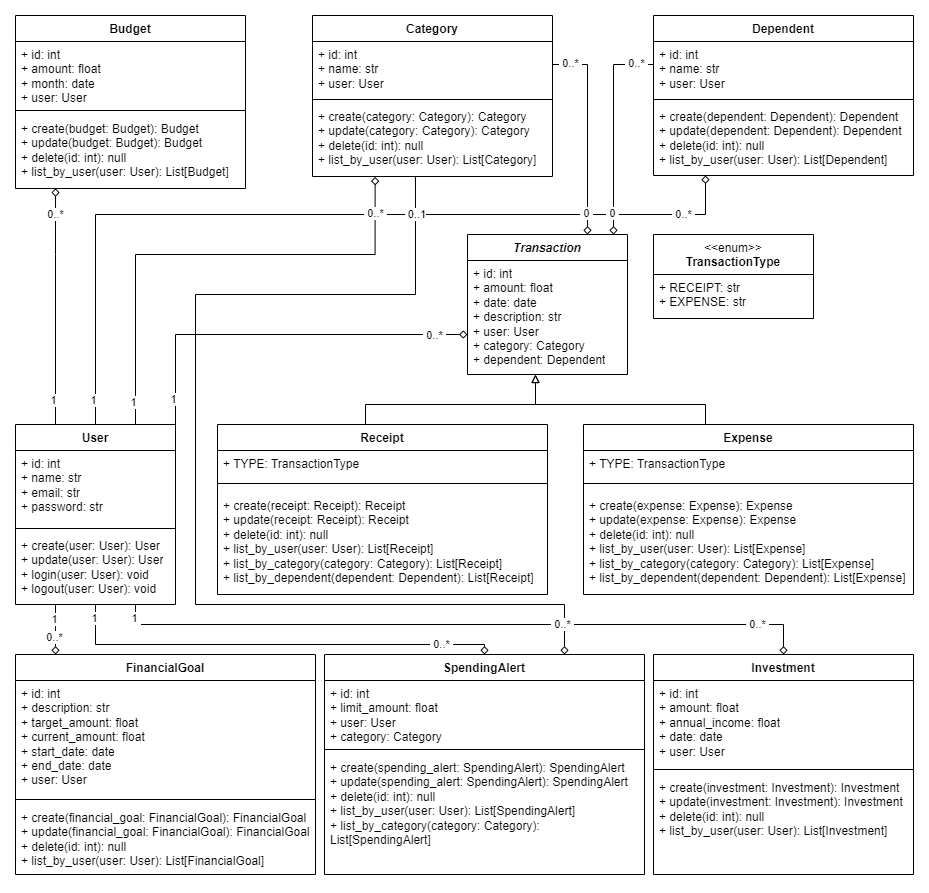 Budget
+ id: int
+ amount: float
+ month: date
+ user: User
+ create(budget: Budget): Budget
+ update(budget: Budget): Budget
+ delete(id: int): null
+ list_by_user(user: User): List[Budget]
Category
+ id: int
+ name: str
+ user: User
+ create(category: Category): Category
+ update(category: Category): Category
+ delete(id: int): null
+ list_by_user(user: User): List[Category]
Dependent
+ id: int
+ name: str
+ user: User
+ create(dependent: Dependent): Dependent
+ update(dependent: Dependent): Dependent
+ delete(id: int): null
+ list_by_user(user: User): List[Dependent]
0..*
0..*
0..*
0..*
0..1
0
0
0..*
Transaction
+ id: int
+ amount: float
+ date: date
+ description: str
+ user: User
+ category: Category
+ dependent: Dependent
<<enum>>
TransactionType
+ RECEIPT: str
+ EXPENSE: str
0..*
1
1
1
1
User
+ id: int
+ name: str
+ email: str
+ password: str
+ create(user: User): User
+ update(user: User): User
+ login(user: User): void
+ logout(user: User): void
Receipt
+ TYPE: TransactionType
+ create(receipt: Receipt): Receipt
+ update(receipt: Receipt): Receipt
+ delete(id: int): null
+ list_by_user(user: User): List[Receipt]
+ list_by_category(category: Category): List[Receipt]
+ list_by_dependent(dependent: Dependent): List[Receipt]
Expense
+ TYPE: TransactionType
+ create(expense: Expense): Expense
+ update(expense: Expense): Expense
+ delete(id: int): null
+ list_by_user(user: User): List[Expense]
+ list_by_category(category: Category): List[Expense]
+ list_by_dependent(dependent: Dependent): List[Expense]
1
1
1
0..*
0..*
0..*
0..*
FinancialGoal
+ id: int
+ description: str
+ target_amount: float
+ current_amount: float
+ start_date: date
+ end_date: date
+ user: User
+ create(financial_goal: FinancialGoal): FinancialGoal
+ update(financial_goal: FinancialGoal): FinancialGoal
+ delete(id: int): null
+ list_by_user(user: User): List[FinancialGoal]
SpendingAlert
+ id: int
+ limit_amount: float
+ user: User
+ category: Category
+ create(spending_alert: SpendingAlert): SpendingAlert
+ update(spending_alert: SpendingAlert): SpendingAlert
+ delete(id: int): null
+ list_by_user(user: User): List[SpendingAlert]
+ list_by_category(category: Category):
List[SpendingAlert]
Investment
+ id: int
+ amount: float
+ annual_income: float
+ date: date
+ user: User
+ create(investment: Investment): Investment
+ update(investment: Investment): Investment
+ delete(id: int): null
+ list_by_user(user: User): List[Investment]